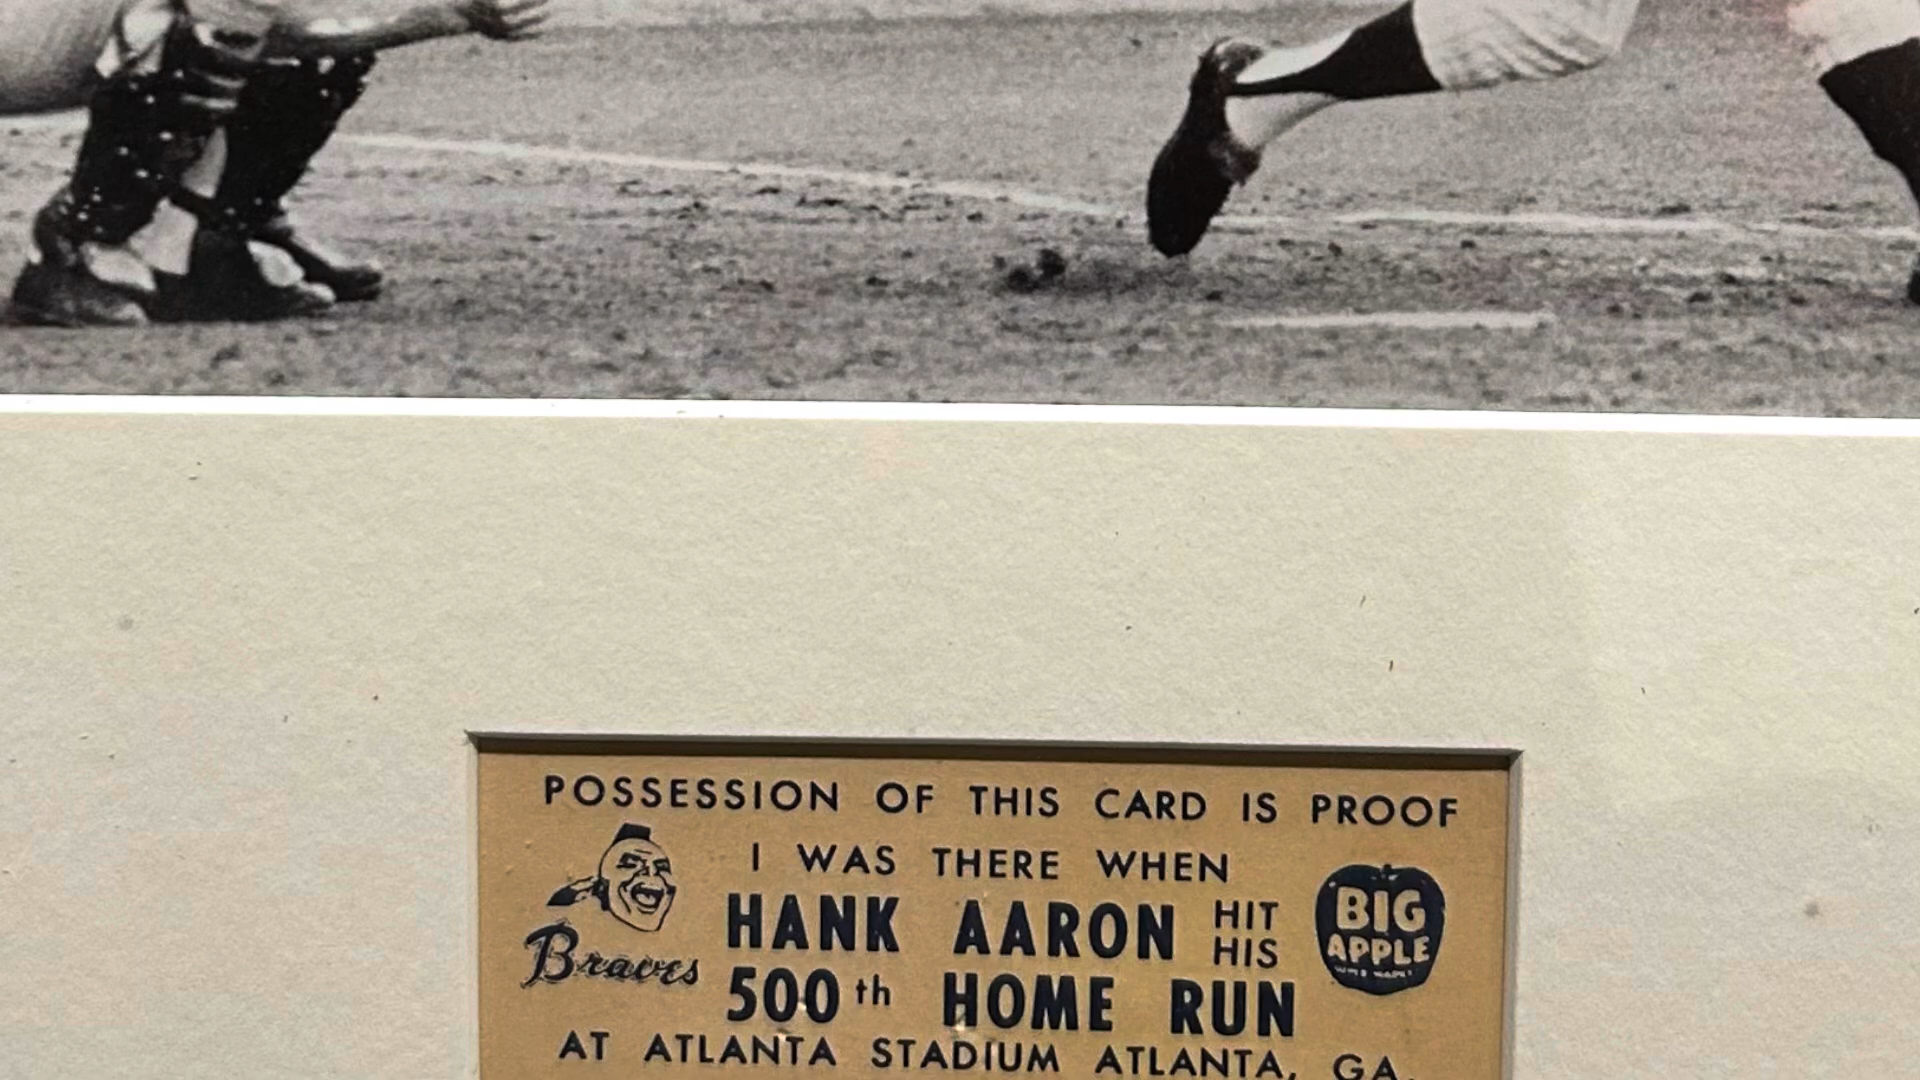 POSSESSION OF THIS CARD IS PROOF
I WAS THERE WHEN
HANK AARON HIT HIS
500th HOME RUN
AT ATLANTA STADIUM ATLANTA, GA.
Braves
BIG
APPLE